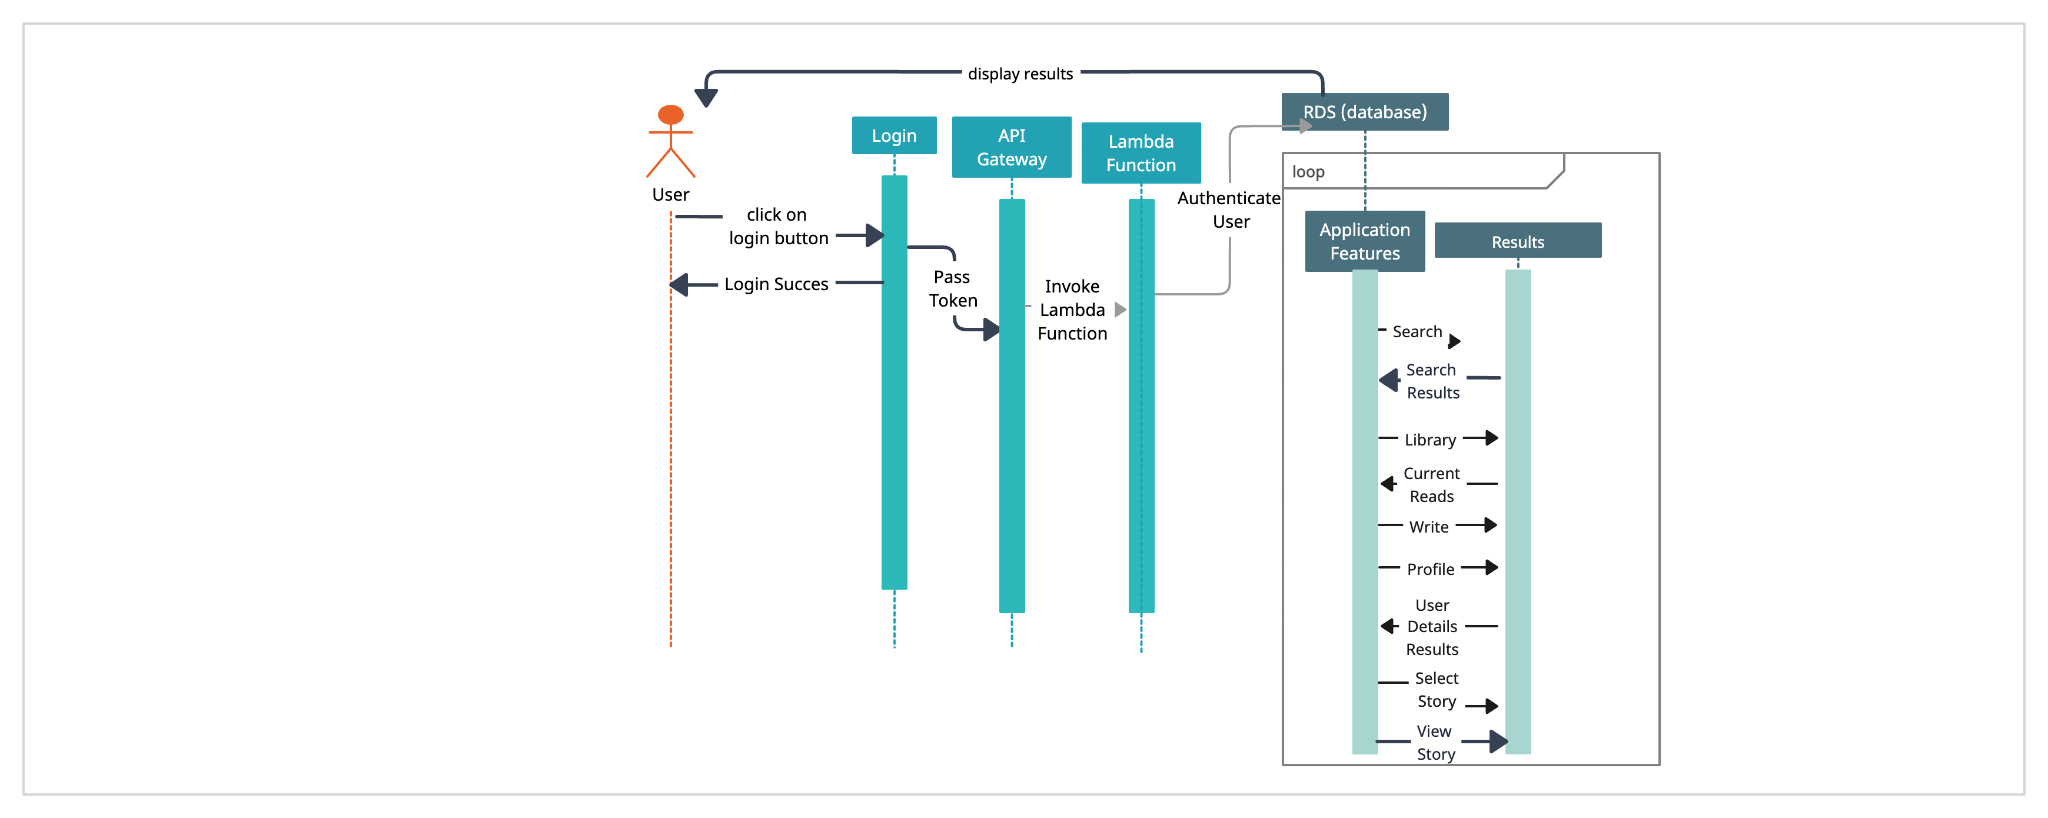 display results
RDS (database)
Login
API
Gateway
Lambda
Function
loop
User
Authenticate
User
click on
login button
Application
Features
Results
Login Succes
Pass
Token
Invoke
Lambda
Function
Search
Search
Results
Library
Current
Reads
Write
Profile
User
Details
Results
Select
Story
View
Story